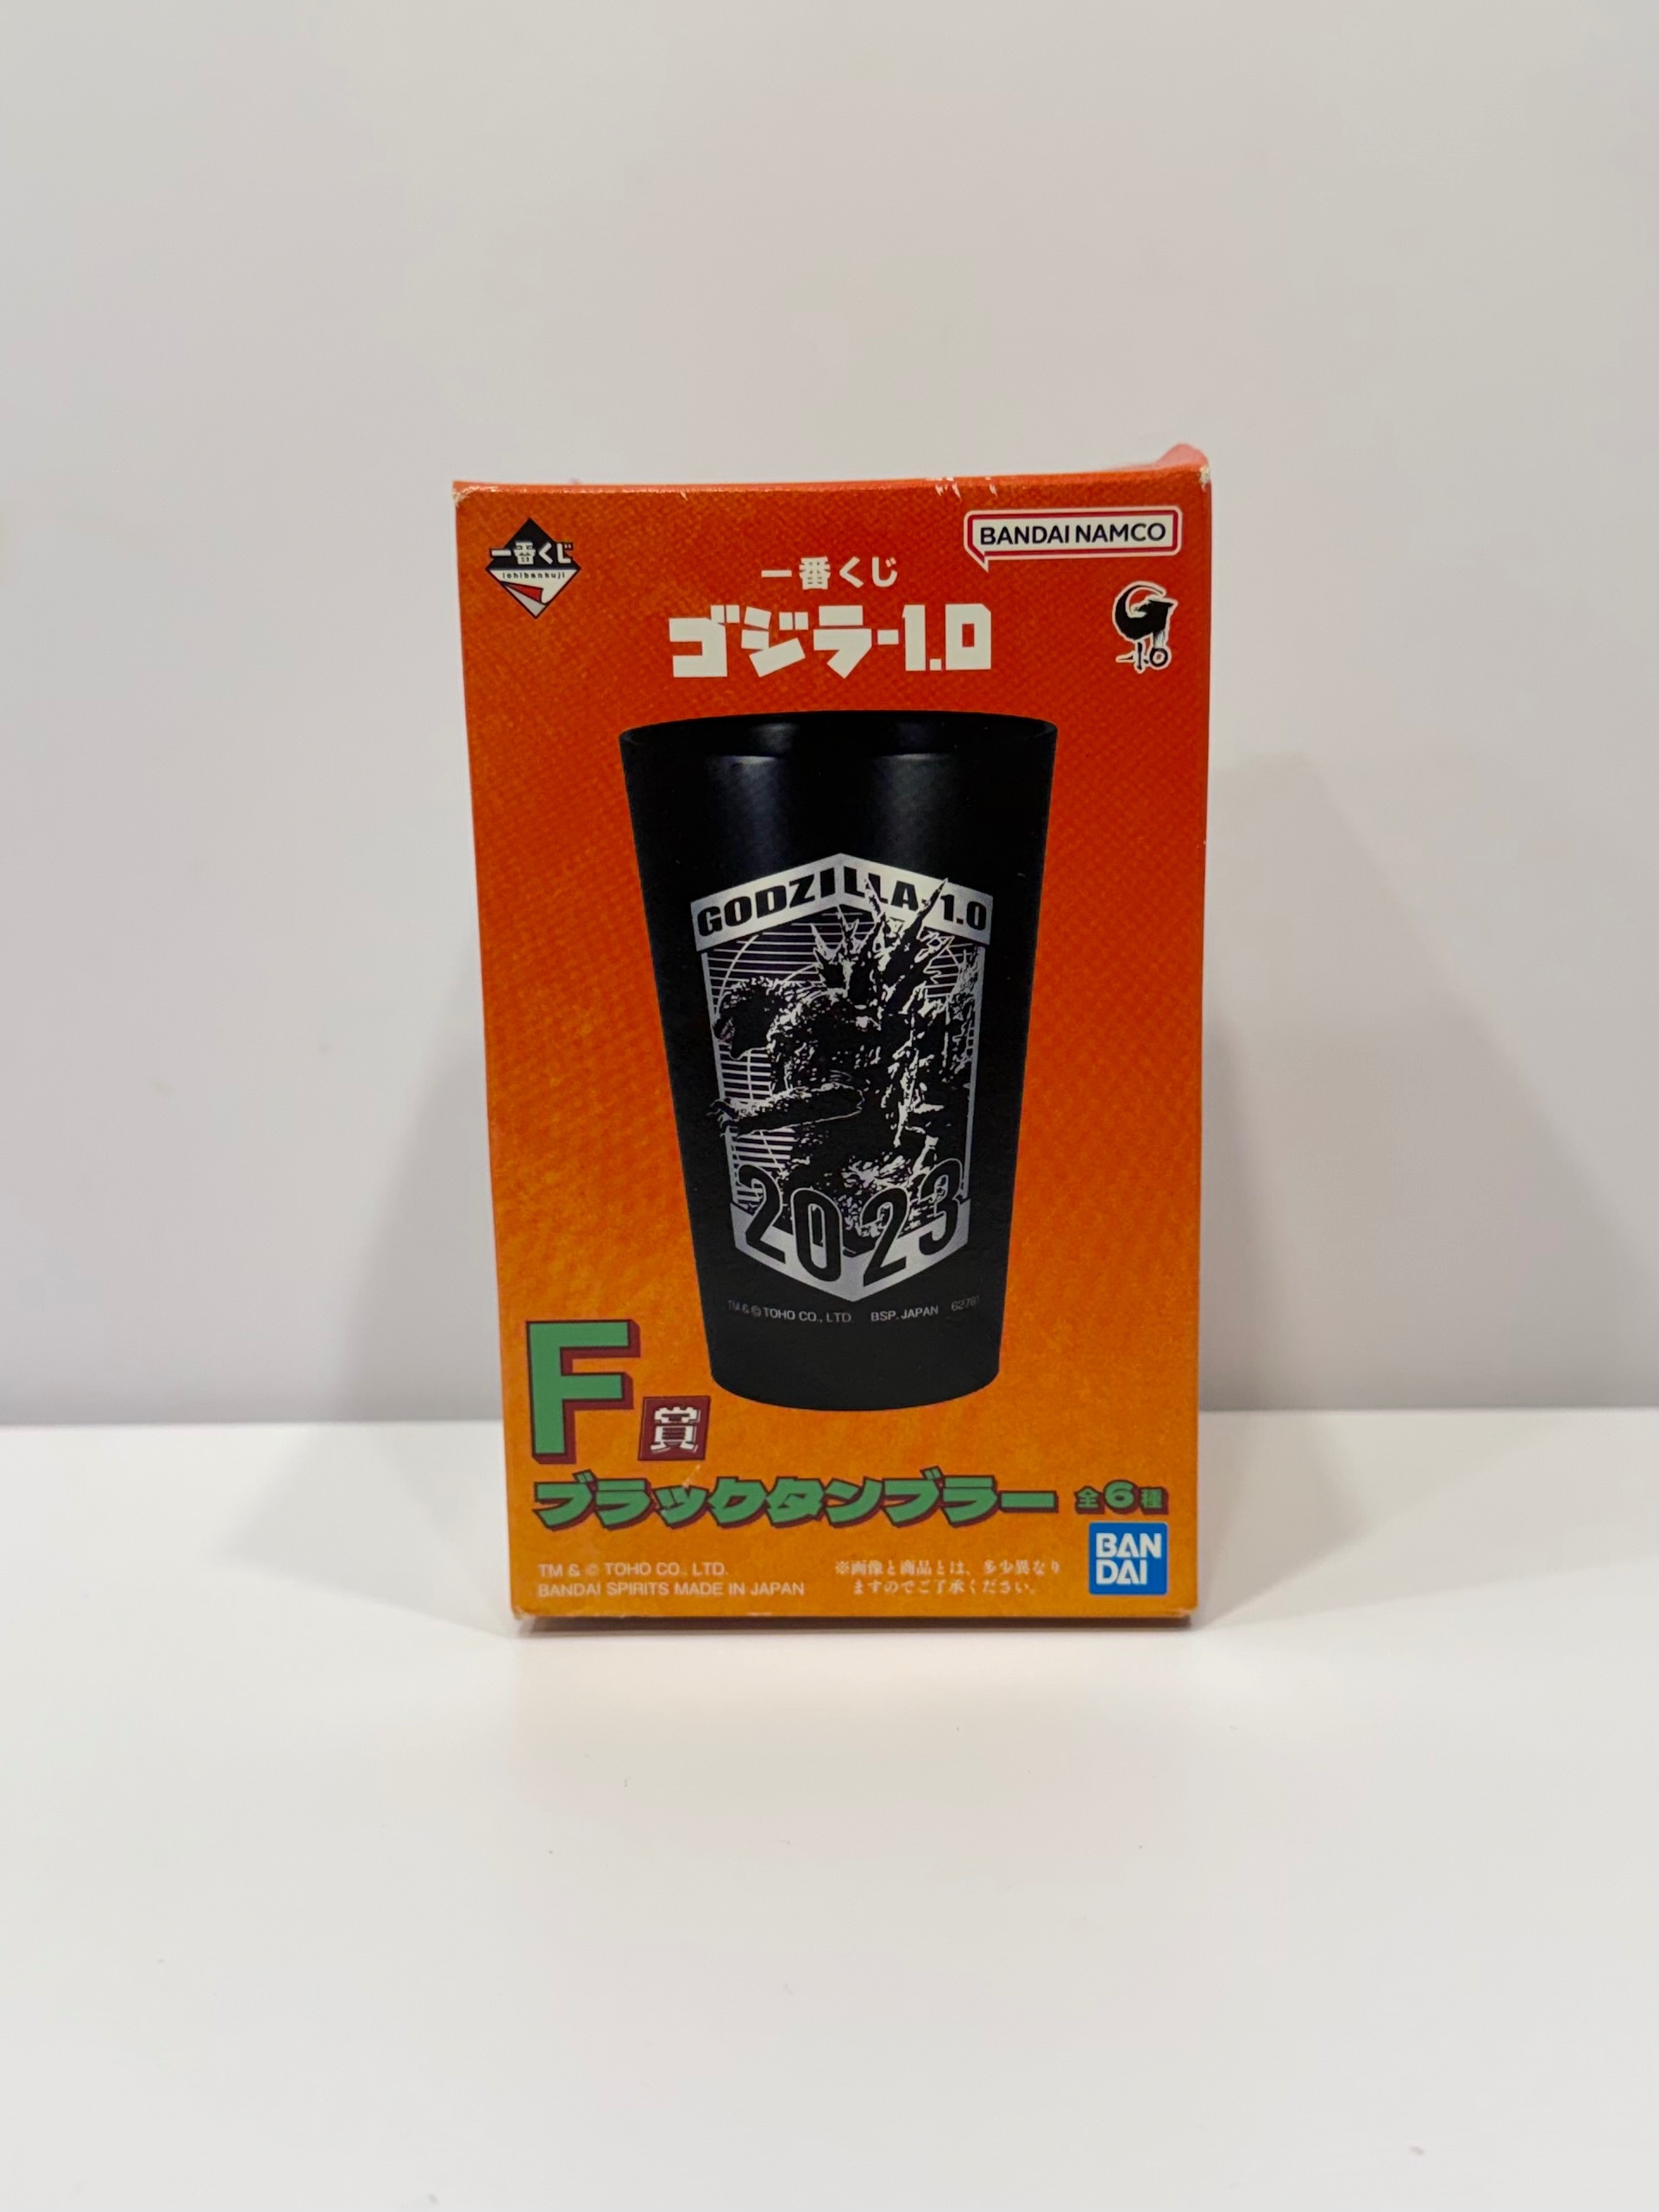 一番くじ
ichibankuji
BANDAI NAMCO
一番くじ
ゴジラ-1.0
-1.0
GODZILLA-1.0
2023
TM & © TOHO CO., LTD. BSP. JAPAN
F賞
ブラックタンブラー 全6種
TM & © TOHO CO., LTD.
BANDAI SPIRITS MADE IN JAPAN
※画像と商品とは、多少異なり
ますのでご了承ください。
BAN
DAI